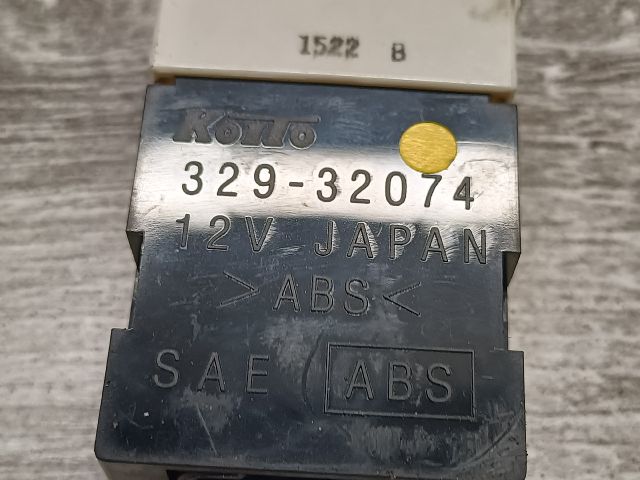 1522 B
KOITO
329-32074
12V JAPAN
>ABS<
SAE ABS